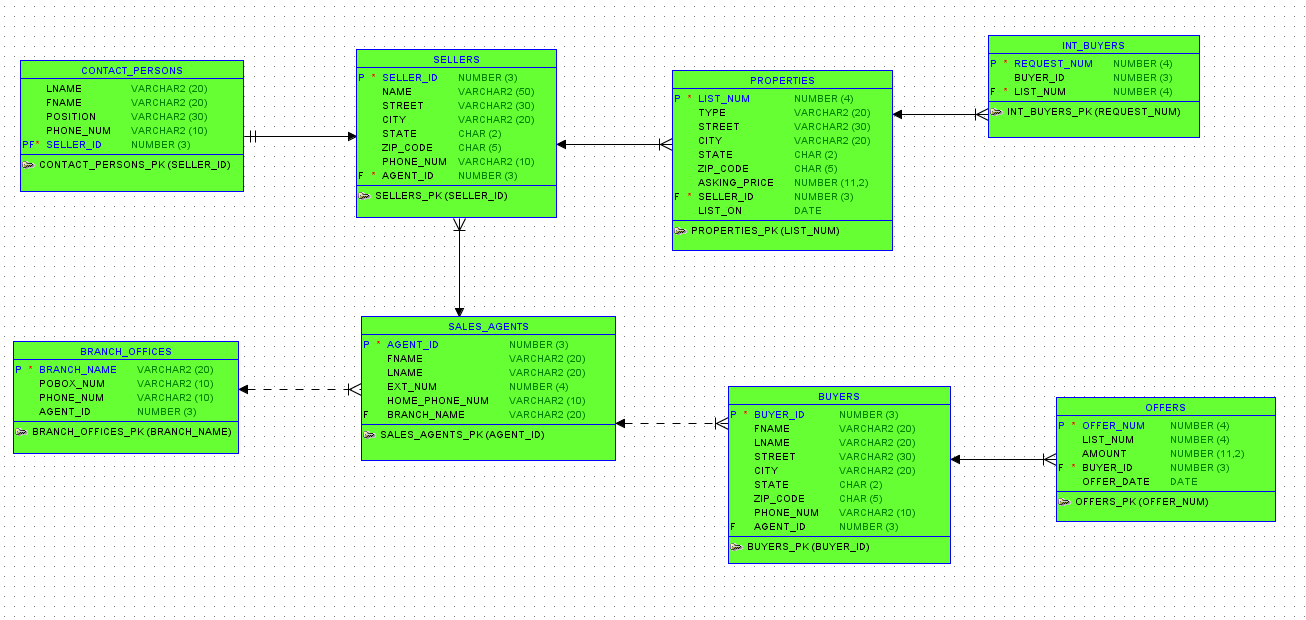 CONTACT_PERSONS
LNAME VARCHAR2 (20)
FNAME VARCHAR2 (20)
POSITION VARCHAR2 (30)
PHONE_NUM VARCHAR2 (10)
PF* SELLER_ID NUMBER (3)
CONTACT_PERSONS_PK (SELLER_ID)
SELLERS
P * SELLER_ID NUMBER (3)
NAME VARCHAR2 (50)
STREET VARCHAR2 (30)
CITY VARCHAR2 (20)
STATE CHAR (2)
ZIP_CODE CHAR (5)
PHONE_NUM VARCHAR2 (10)
F * AGENT_ID NUMBER (3)
SELLERS_PK (SELLER_ID)
PROPERTIES
P * LIST_NUM NUMBER (4)
TYPE VARCHAR2 (20)
STREET VARCHAR2 (30)
CITY VARCHAR2 (20)
STATE CHAR (2)
ZIP_CODE CHAR (5)
ASKING_PRICE NUMBER (11,2)
F * SELLER_ID NUMBER (3)
LIST_ON DATE
PROPERTIES_PK (LIST_NUM)
INT_BUYERS
P * REQUEST_NUM NUMBER (4)
BUYER_ID NUMBER (3)
F * LIST_NUM NUMBER (4)
INT_BUYERS_PK (REQUEST_NUM)
BRANCH_OFFICES
P * BRANCH_NAME VARCHAR2 (20)
POBOX_NUM VARCHAR2 (10)
PHONE_NUM VARCHAR2 (10)
AGENT_ID NUMBER (3)
BRANCH_OFFICES_PK (BRANCH_NAME)
SALES_AGENTS
P * AGENT_ID NUMBER (3)
FNAME VARCHAR2 (20)
LNAME VARCHAR2 (20)
EXT_NUM NUMBER (4)
HOME_PHONE_NUM VARCHAR2 (10)
F BRANCH_NAME VARCHAR2 (20)
SALES_AGENTS_PK (AGENT_ID)
BUYERS
P * BUYER_ID NUMBER (3)
FNAME VARCHAR2 (20)
LNAME VARCHAR2 (20)
STREET VARCHAR2 (30)
CITY VARCHAR2 (20)
STATE CHAR (2)
ZIP_CODE CHAR (5)
PHONE_NUM VARCHAR2 (10)
F AGENT_ID NUMBER (3)
BUYERS_PK (BUYER_ID)
OFFERS
P * OFFER_NUM NUMBER (4)
LIST_NUM NUMBER (4)
AMOUNT NUMBER (11,2)
F * BUYER_ID NUMBER (3)
OFFER_DATE DATE
OFFERS_PK (OFFER_NUM)